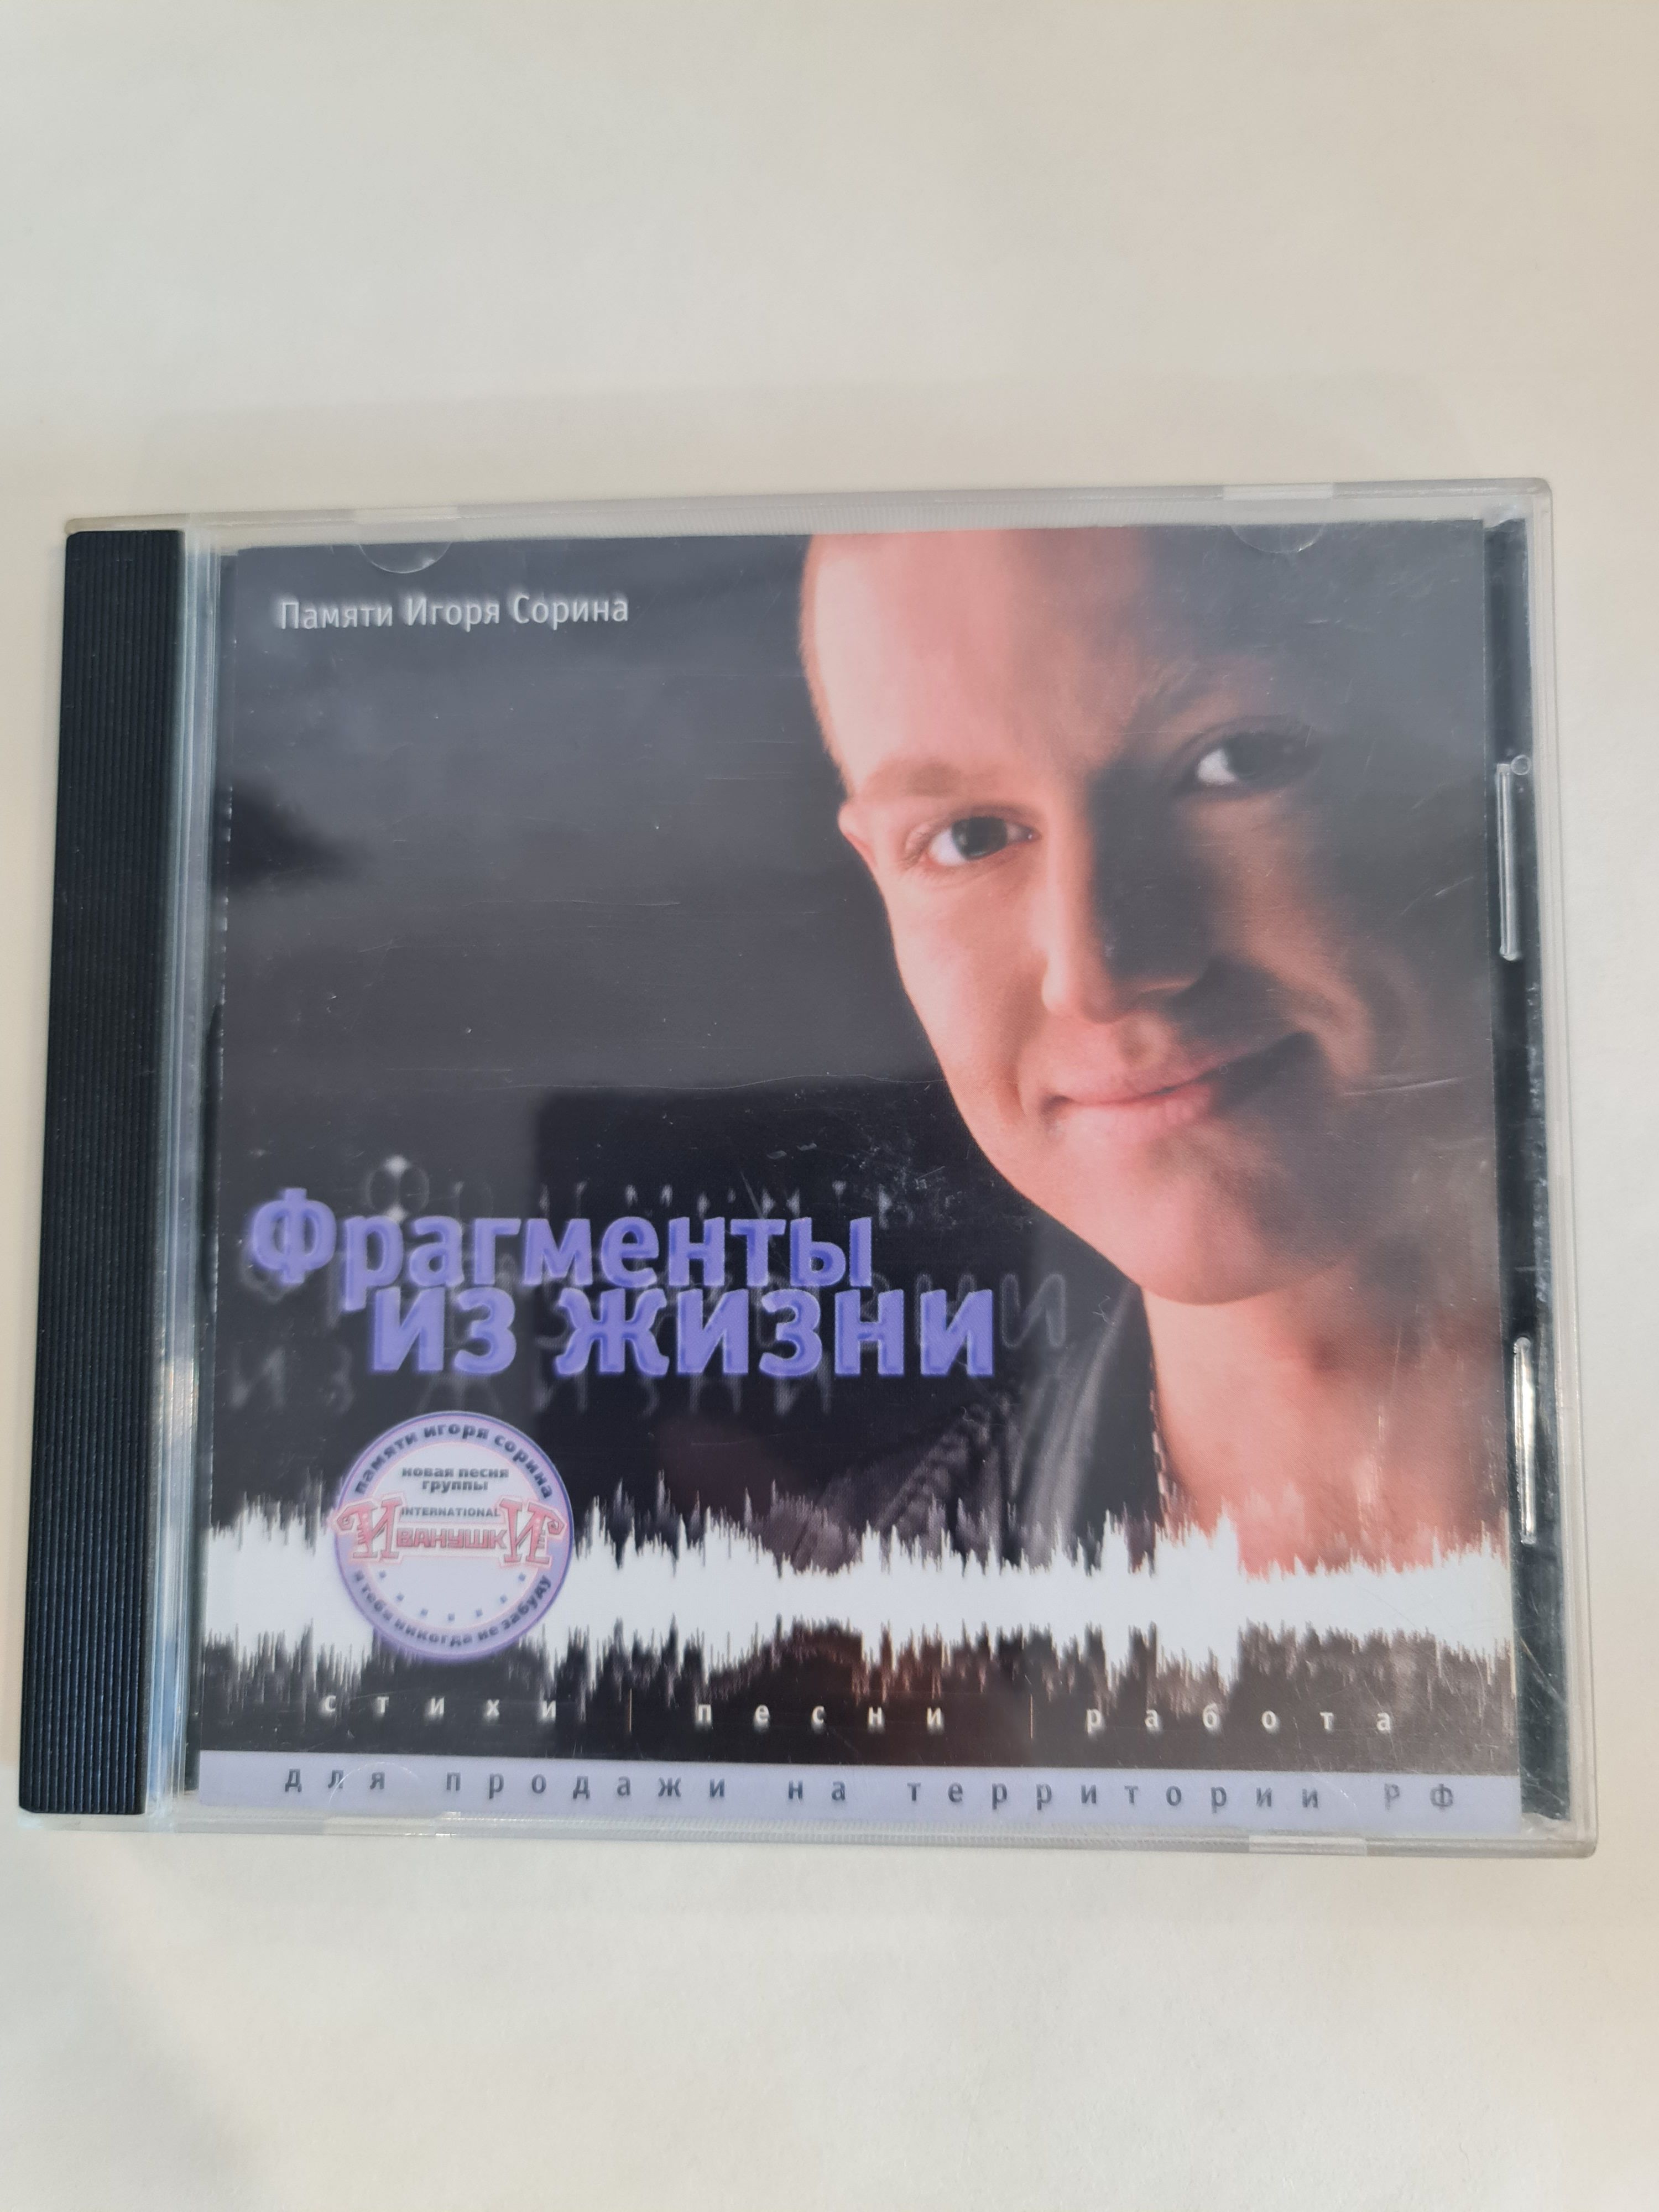 Памяти Игоря Сорина
Фрагменты
из жизни
памяти игоря сорина
новая песня
группы
INTERNATIONAL
ИванушкИ
я тебя никогда не забуду
стихи | песни | работа
для продажи на территории РФ